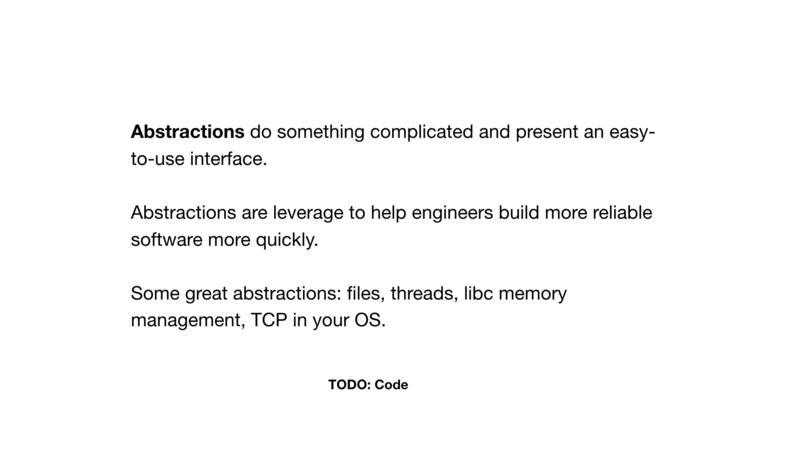 Abstractions do something complicated and present an easy-
to-use interface.
Abstractions are leverage to help engineers build more reliable
software more quickly.
Some great abstractions: files, threads, libc memory
management, TCP in your OS.
TODO: Code